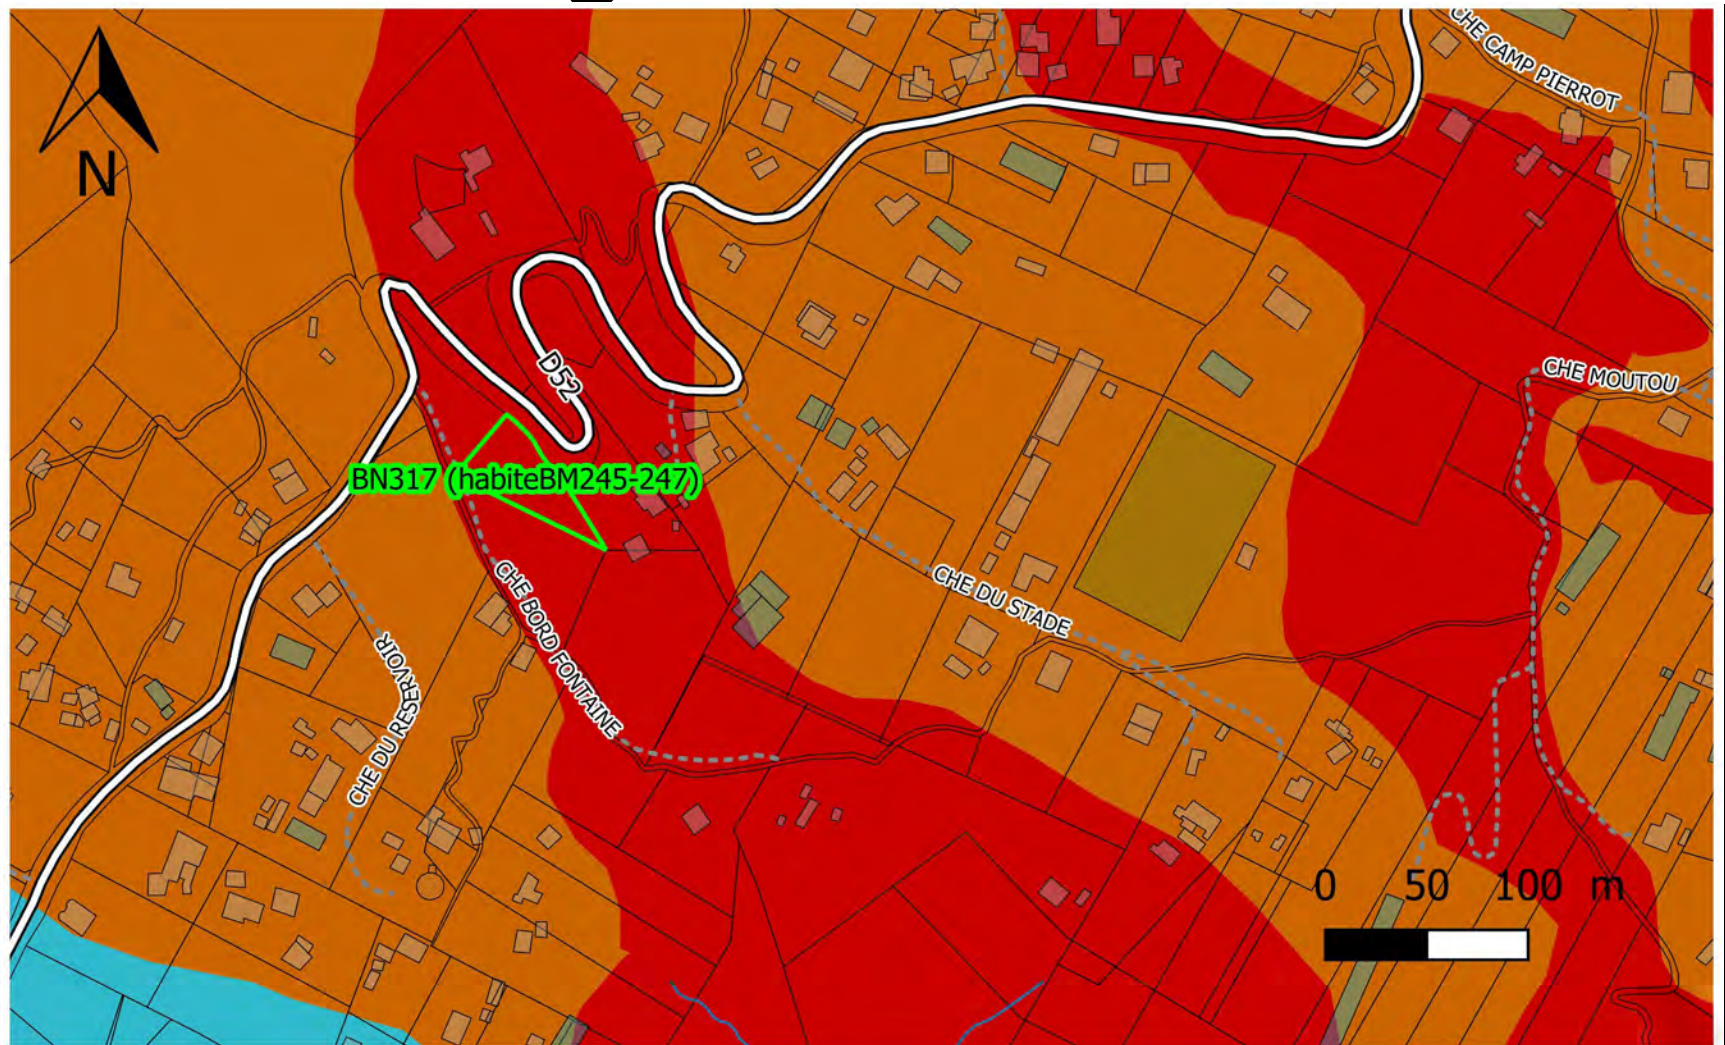 CHE CAMP PIERROT
N
D52
CHE MOUTOU
BN317 (habiteBM245-247)
CHE BORD FONTAINE
CHE DU STADE
CHE DU RESERVOIR
0 50 100 m